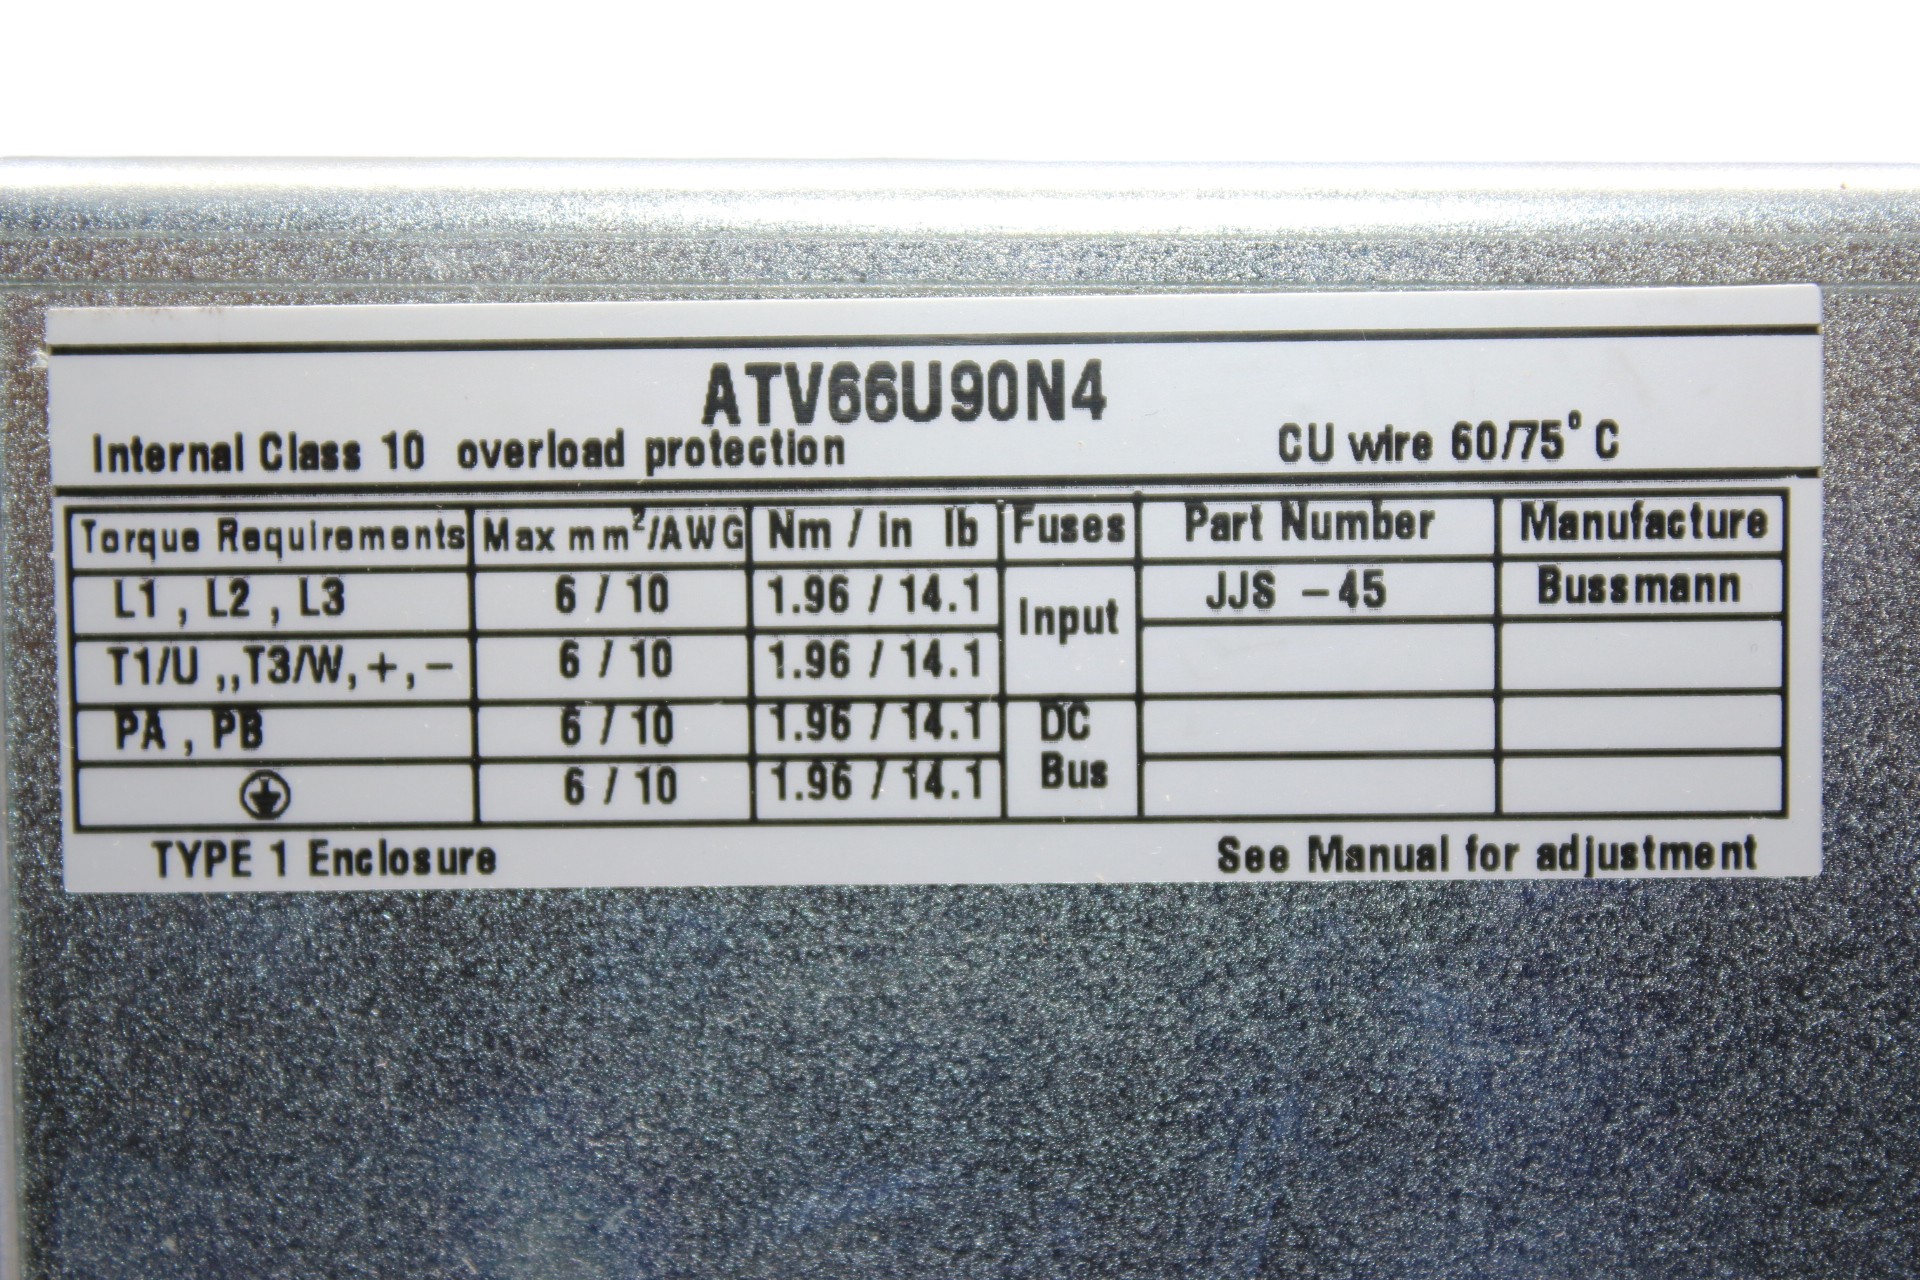 ATV66U90N4
Internal Class 10 overload protection CU wire 60/75°C
Torque Requirements Max mm²/AWG Nm / in lb Fuses Part Number Manufacture
L1 , L2 , L3 6 / 10 1.96 / 14.1 Input JJS -45 Bussmann
T1/U ,,T3/W,+,- 6 / 10 1.96 / 14.1
PA , PB 6 / 10 1.96 / 14.1 DC
6 / 10 1.96 / 14.1 Bus
TYPE 1 Enclosure See Manual for adjustment